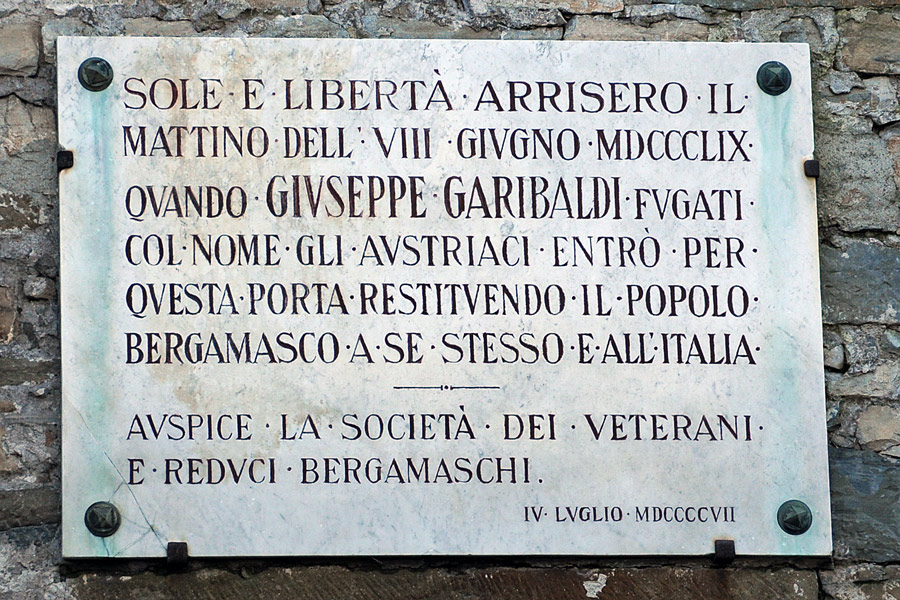 SOLE·E·LIBERTÀ·ARRISERO·IL·
MATTINO·DELL'·VIII·GIVGNO·MDCCCLIX·
QVANDO·GIVSEPPE·GARIBALDI·FVGATI·
COL·NOME·GLI·AVSTRIACI·ENTRÒ·PER·
QVESTA·PORTA·RESTITVENDO·IL·POPOLO·
BERGAMASCO·A·SE·STESSO·E·ALL'·ITALIA·
AVSPICE·LA·SOCIETÀ·DEI·VETERANI·
E·REDVCI·BERGAMASCHI.
IV·LVGLIO·MDCCCCVII